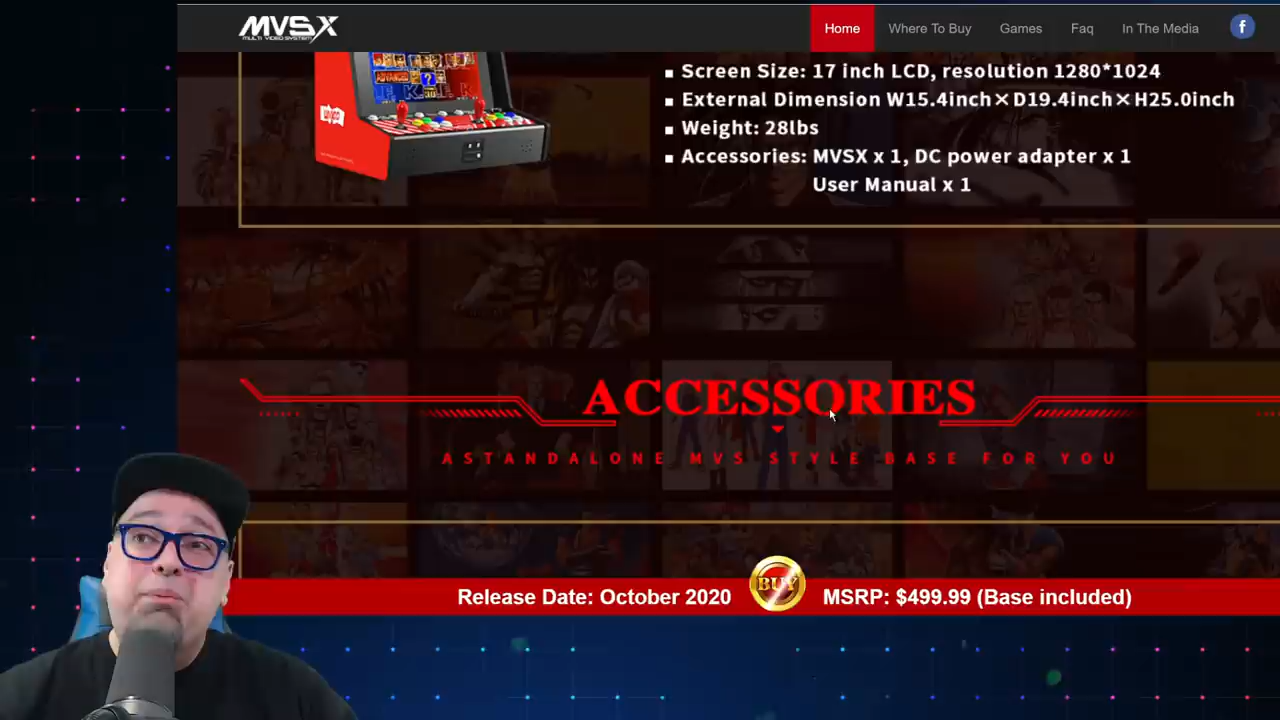 MVSX
MULTI VIDEO SYSTEM
Home
Where To Buy
Games
Faq
In The Media
f
▪ Screen Size: 17 inch LCD, resolution 1280*1024
▪ External Dimension W15.4inch×D19.4inch×H25.0inch
▪ Weight: 28lbs
▪ Accessories: MVSX x 1, DC power adapter x 1
User Manual x 1
ACCESSORIES
ASTANDALONE MVS STYLE BASE FOR YOU
Release Date: October 2020
BUY
MSRP: $499.99 (Base included)